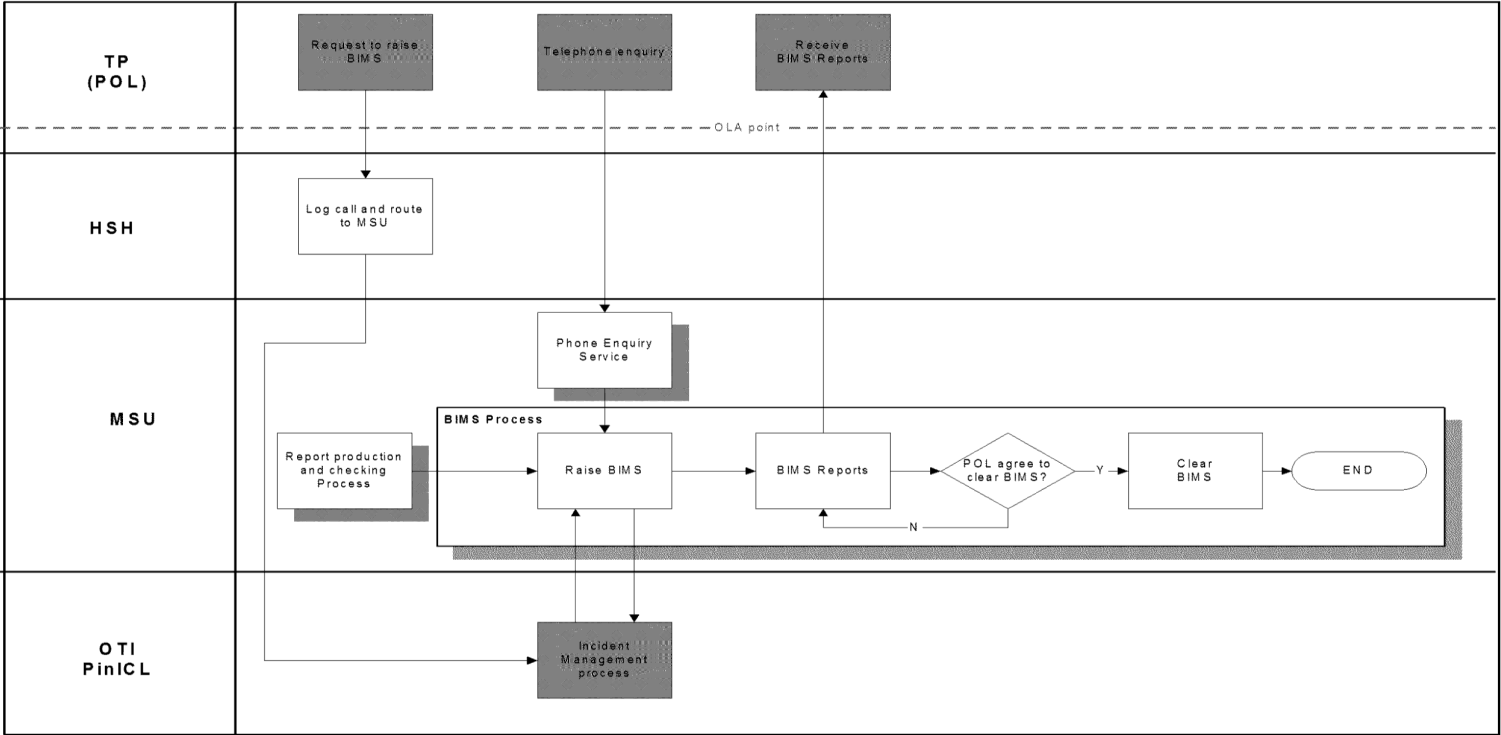 TP
(POL)
Request to raise
BIMS
Telephone enquiry
Receive
BIMS Reports
OLA point
HSH
Log call and route
to MSU
MSU
Phone Enquiry
Service
BIMS Process
Report production
and checking
Process
Raise BIMS
BIMS Reports
POL agree to
clear BIMS?
Y
Clear
BIMS
END
N
OTI
PinICL
Incident
Management
process